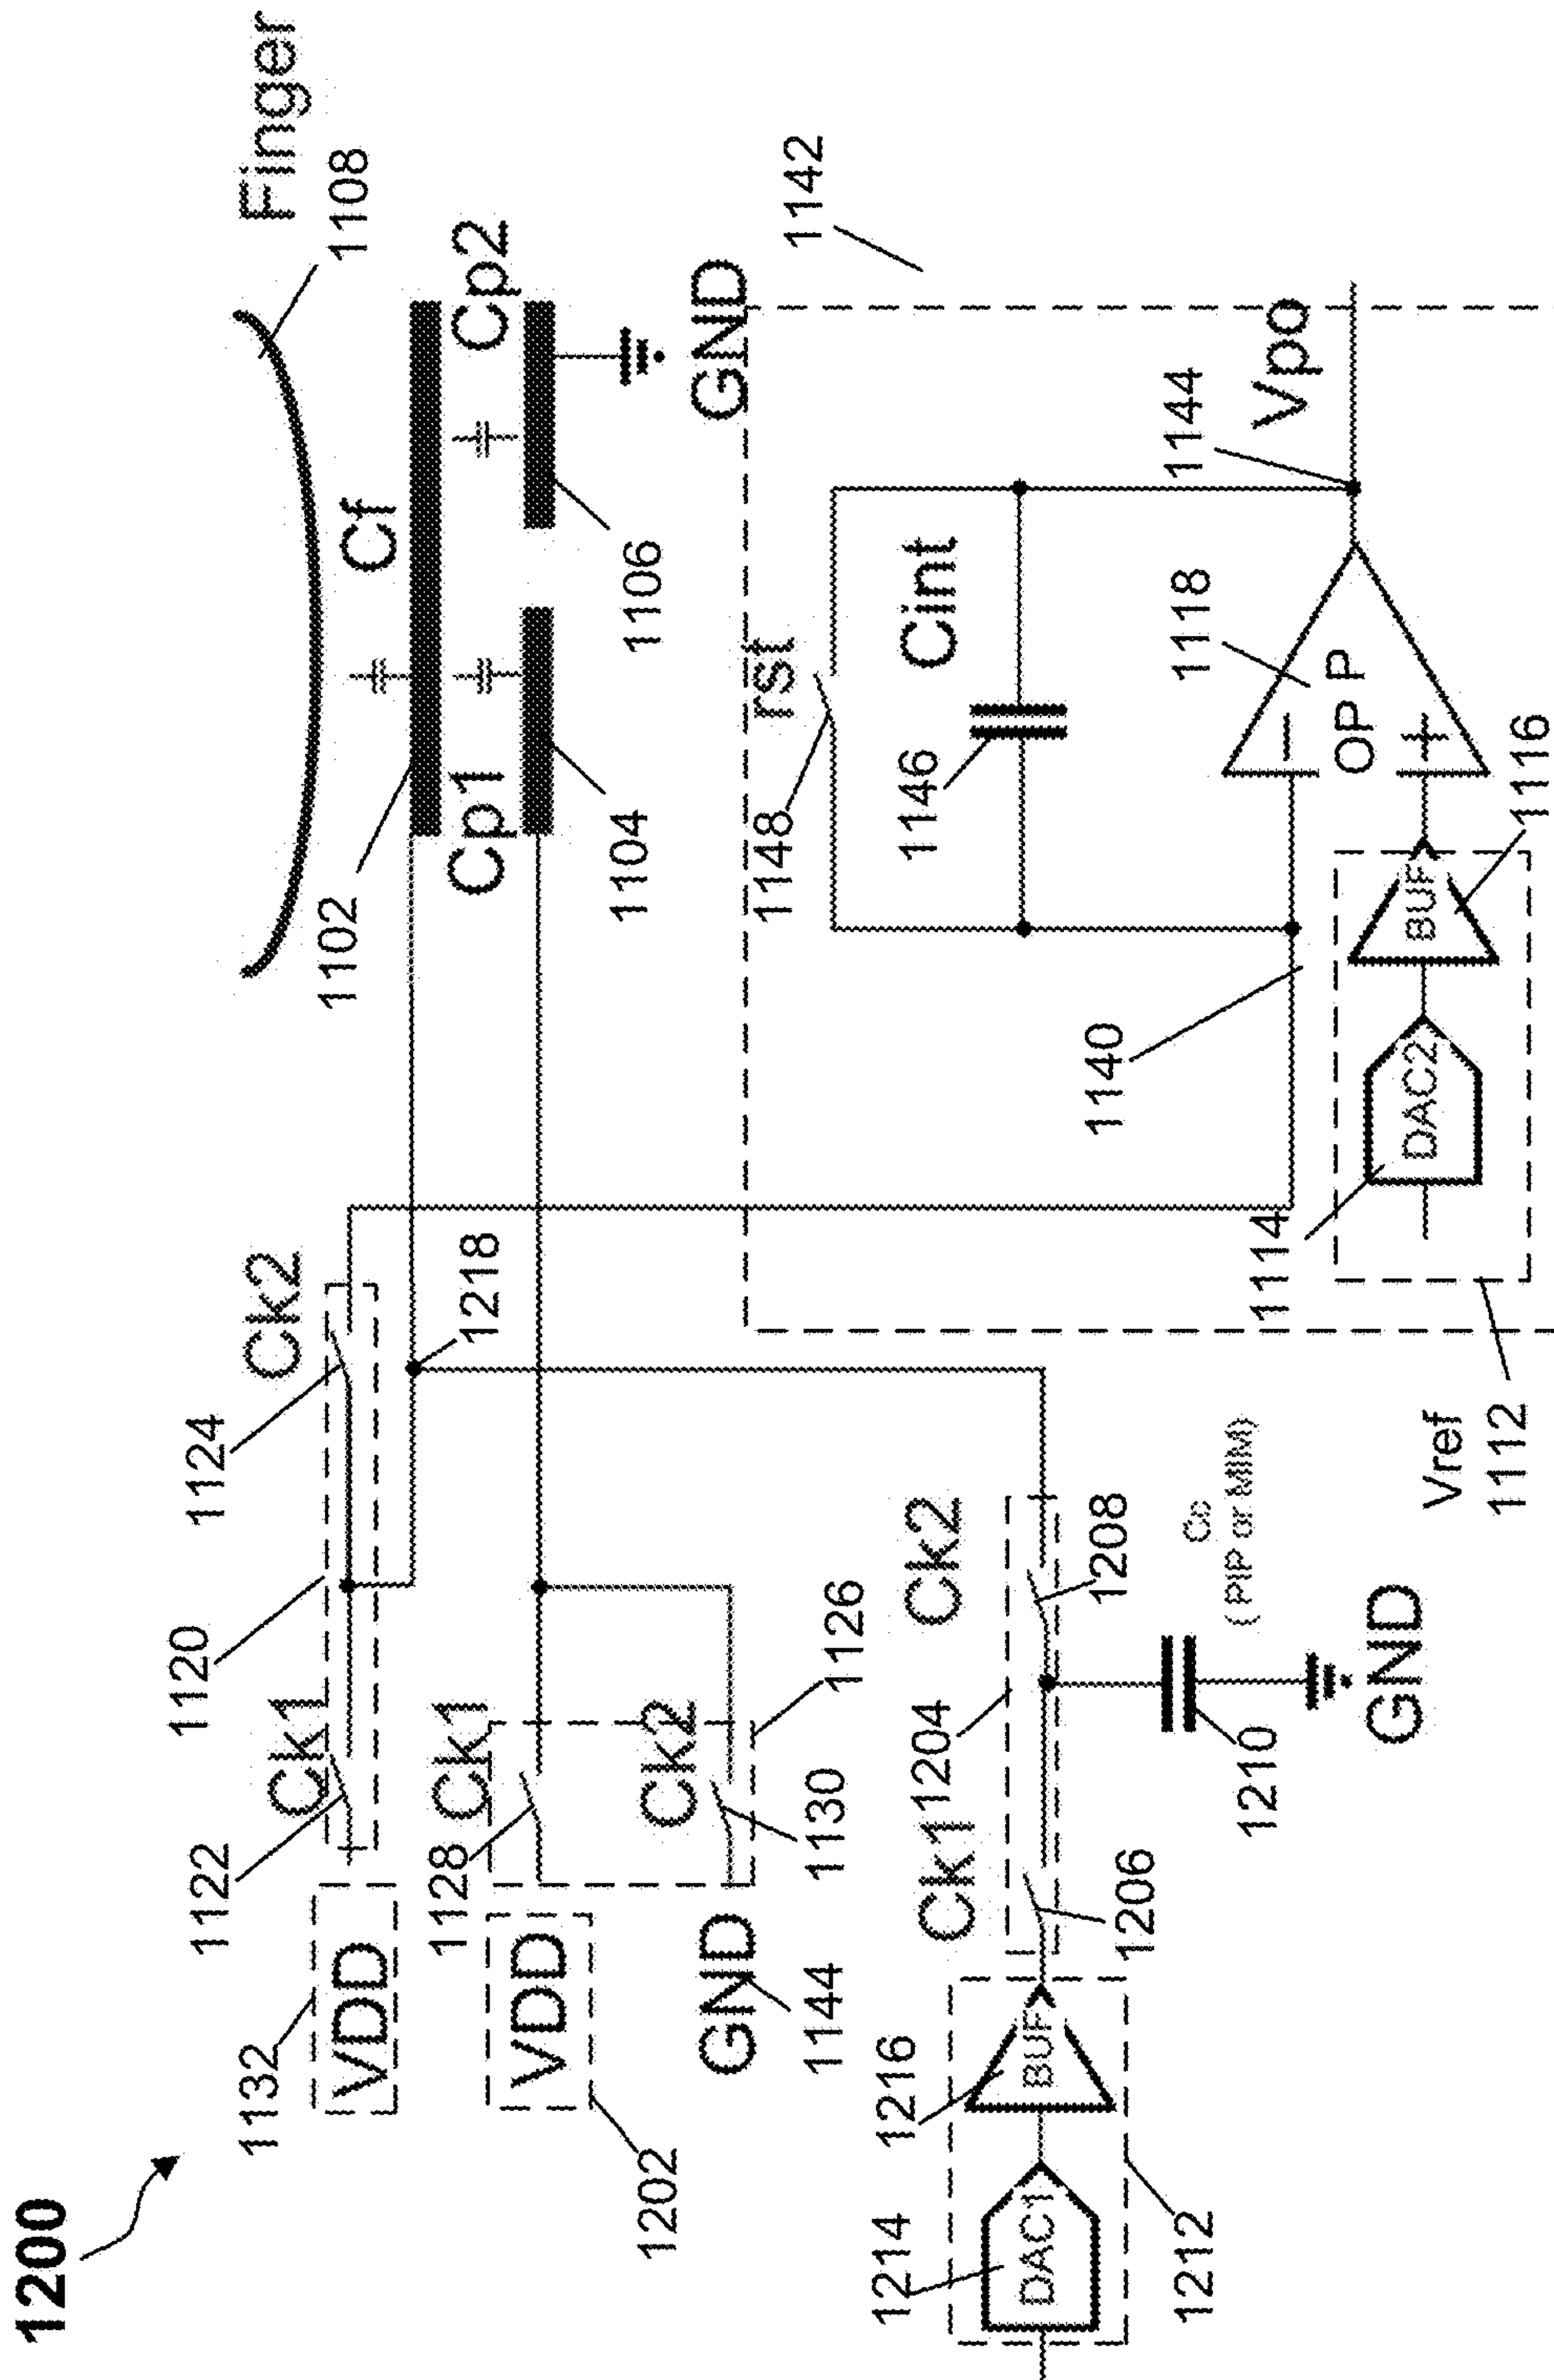 1200
Finger
1108
Cf
1102
Cp1
Cp2
1104
1106
GND
1142
Ck1
1120
1124
Ck2
1122
1132
VDD
1218
1128
Ck1
VDD
1202
Ck2
1126
GND
1144
1130
rst
1148
Cint
1146
1140
1144
Vpo
1118
OP P
−
+
BUF
1116
DAC2
1114
Vref
1112
Ck1
1204
Ck2
1206
1208
1210
Cc
( PIP or MIM)
GND
1214
DAC1
1216
BUF
1212